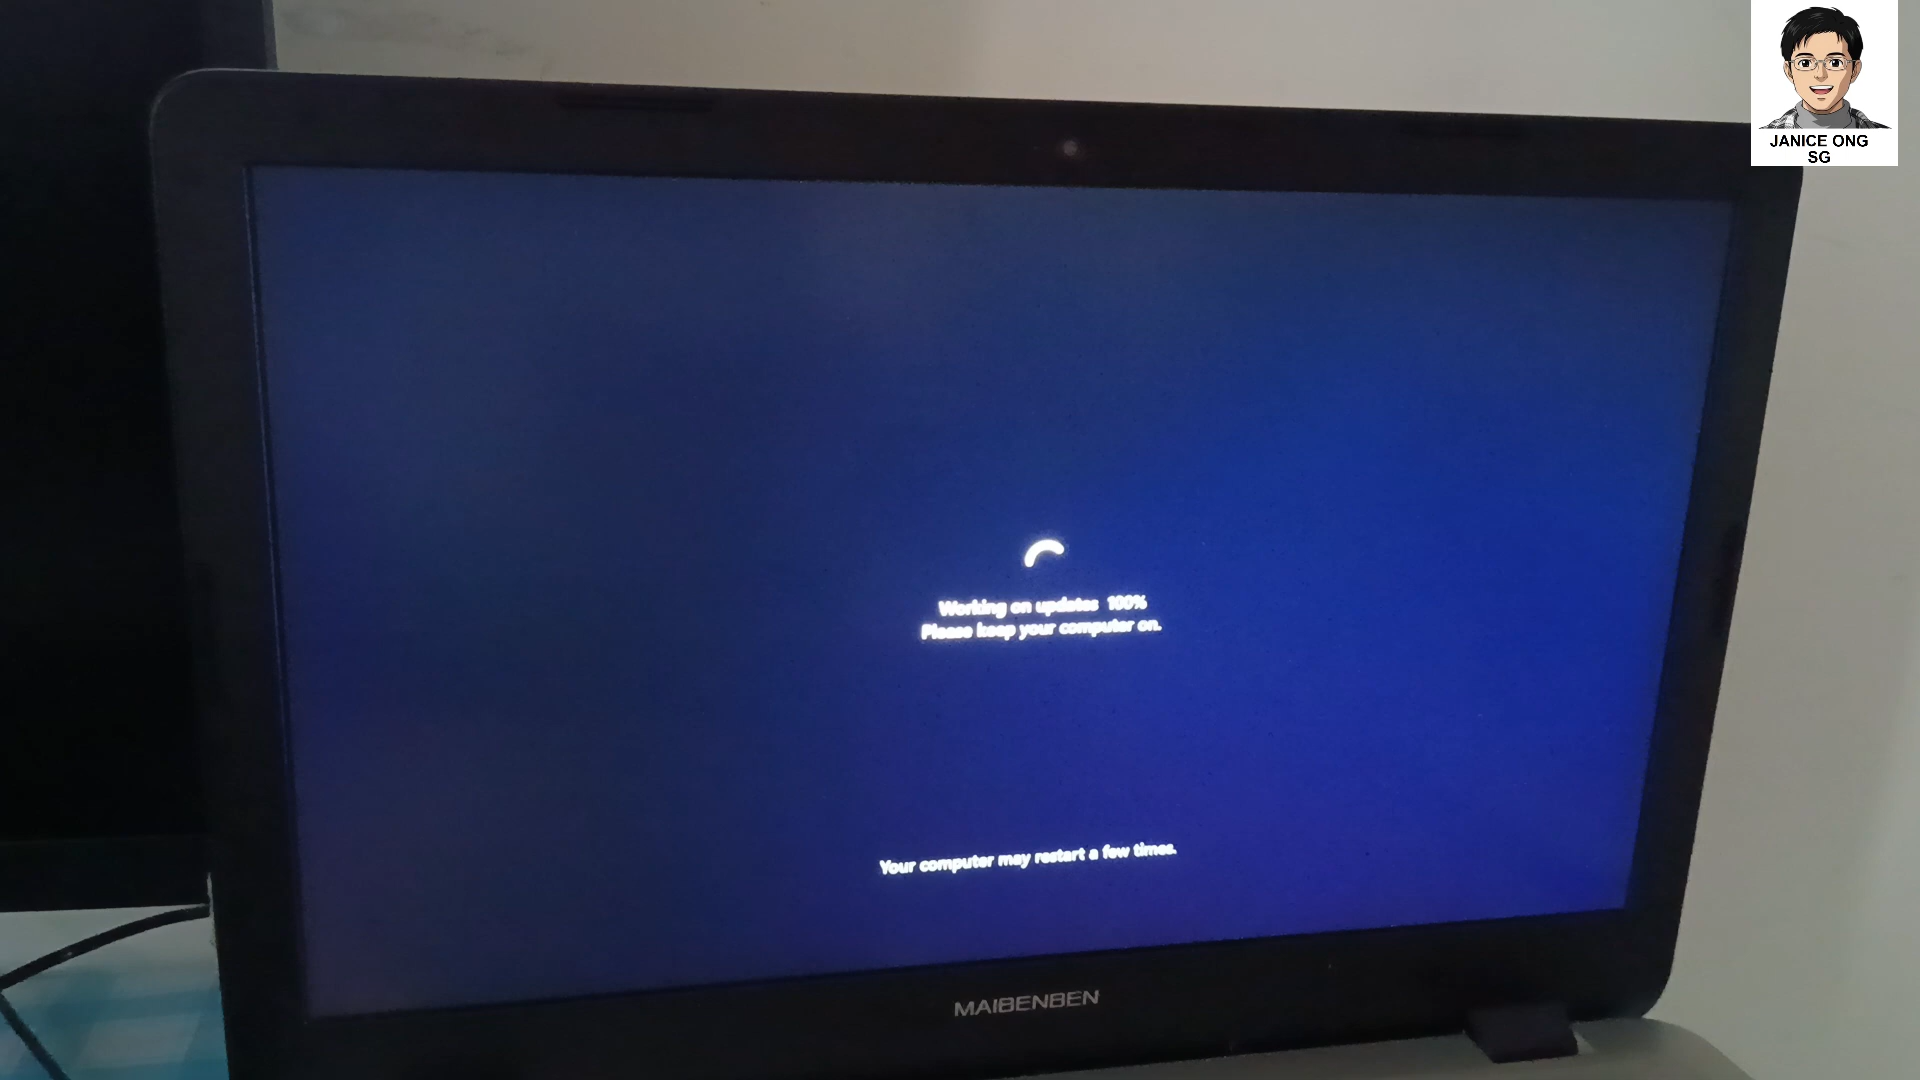 JANICE ONG
SG
Working on updates 100%
Please keep your computer on.
Your computer may restart a few times.
MAIBENBEN